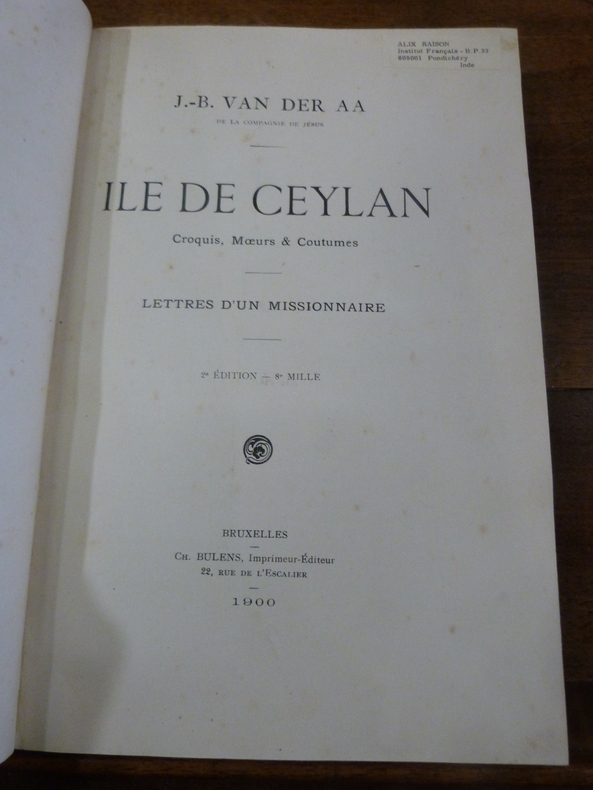 ALIX RAISON
Institut Français - B.P.33
605001 Pondichéry
Inde
J.-B. VAN DER AA
DE LA COMPAGNIE DE JÉSUS
ILE DE CEYLAN
Croquis, Mœurs & Coutumes
LETTRES D'UN MISSIONNAIRE
2e ÉDITION — 8e MILLE
BRUXELLES
Ch. BULENS, Imprimeur-Éditeur
22, RUE DE L'ESCALIER
1900